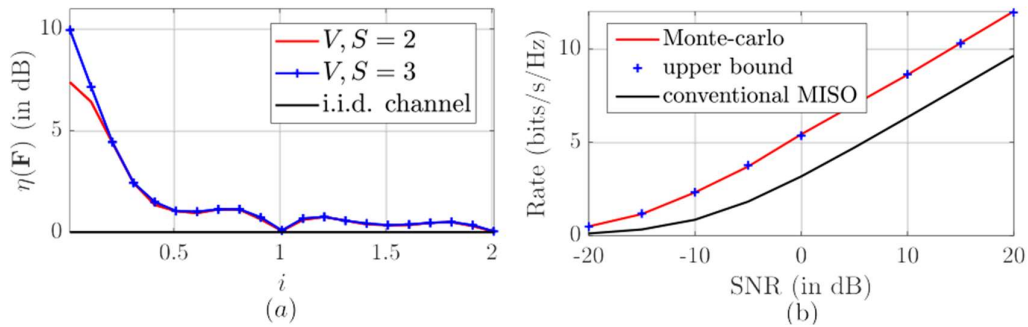 10
5
0
η(F) (in dB)
V, S = 2
V, S = 3
i.i.d. channel
0.5
1
1.5
2
i
(a)
10
5
0
Rate (bits/s/Hz)
Monte-carlo
upper bound
conventional MISO
-20
-10
0
10
20
SNR (in dB)
(b)